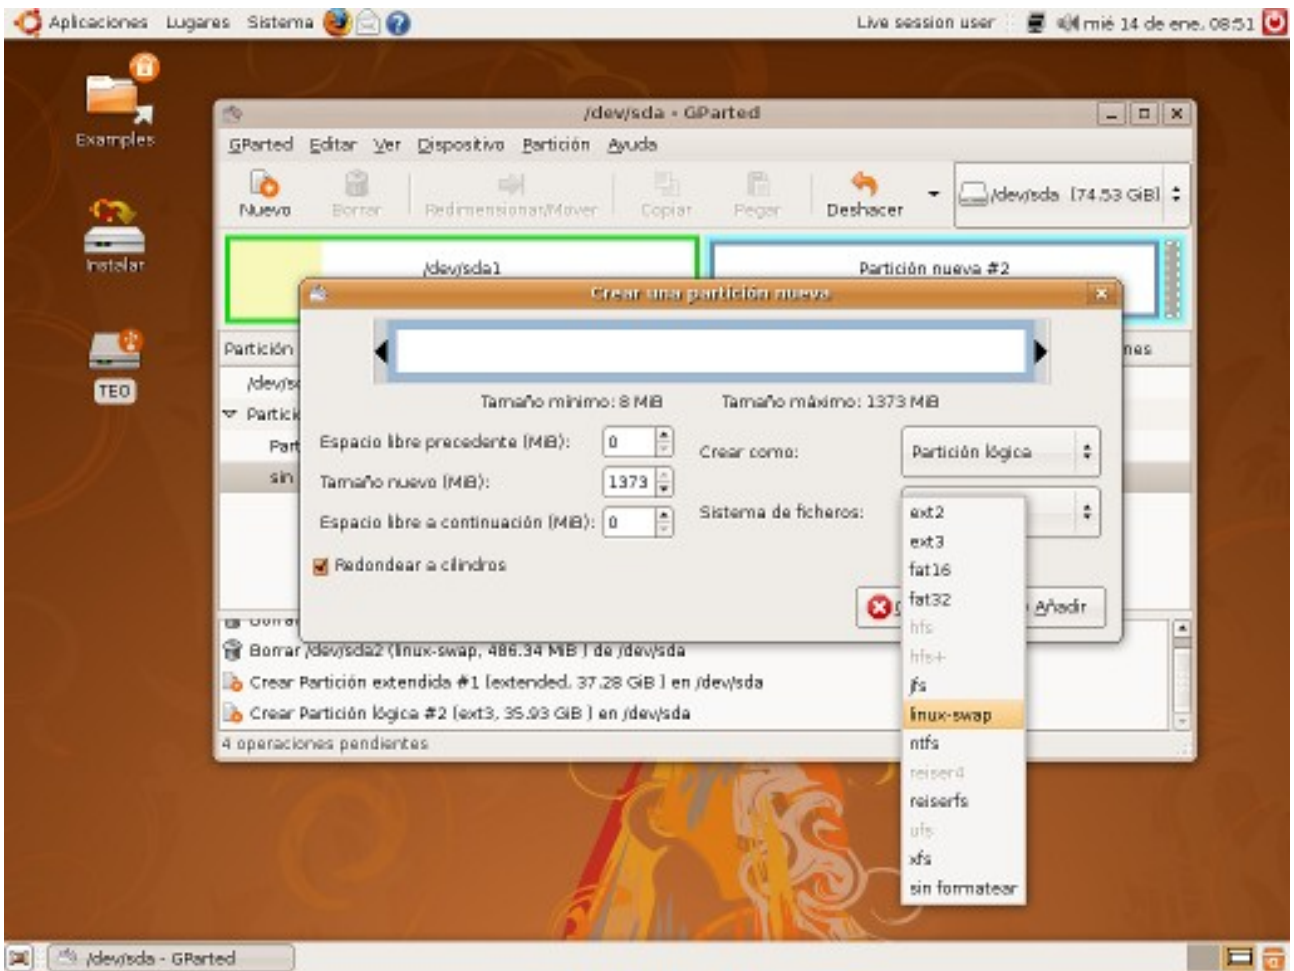 Aplicaciones Lugares Sistema Live session user mié 14 de ene, 08:51
Examples
Instalar
TEO
/dev/sda - GParted
GParted Editar Ver Dispositivo Partición Ayuda
Nuevo Borrar Redimensionar/Mover Copiar Pegar Deshacer /dev/sda [74.53 GiB]
/dev/sda1 Partición nueva #2
Crear una partición nueva
Partición nes
Tamaño mínimo: 8 MiB Tamaño máximo: 1373 MiB
/dev/s
Partici
Espacio libre precedente (MiB): 0 Crear como: Partición lógica
Part
sin
Tamaño nuevo (MiB): 1373
Espacio libre a continuación (MiB): 0 Sistema de ficheros:
Redondear a cilindros
Añadir
ext2
ext3
fat16
fat32
hfs
hfs+
jfs
linux-swap
ntfs
reiser4
reiserfs
ufs
xfs
sin formatear
Borrar /dev/sda2 (linux-swap, 486.34 MiB ) de /dev/sda
Crear Partición extendida #1 (extended, 37.28 GiB ) en /dev/sda
Crear Partición lógica #2 (ext3, 35.93 GiB ) en /dev/sda
4 operaciones pendientes
/dev/sda - GParted